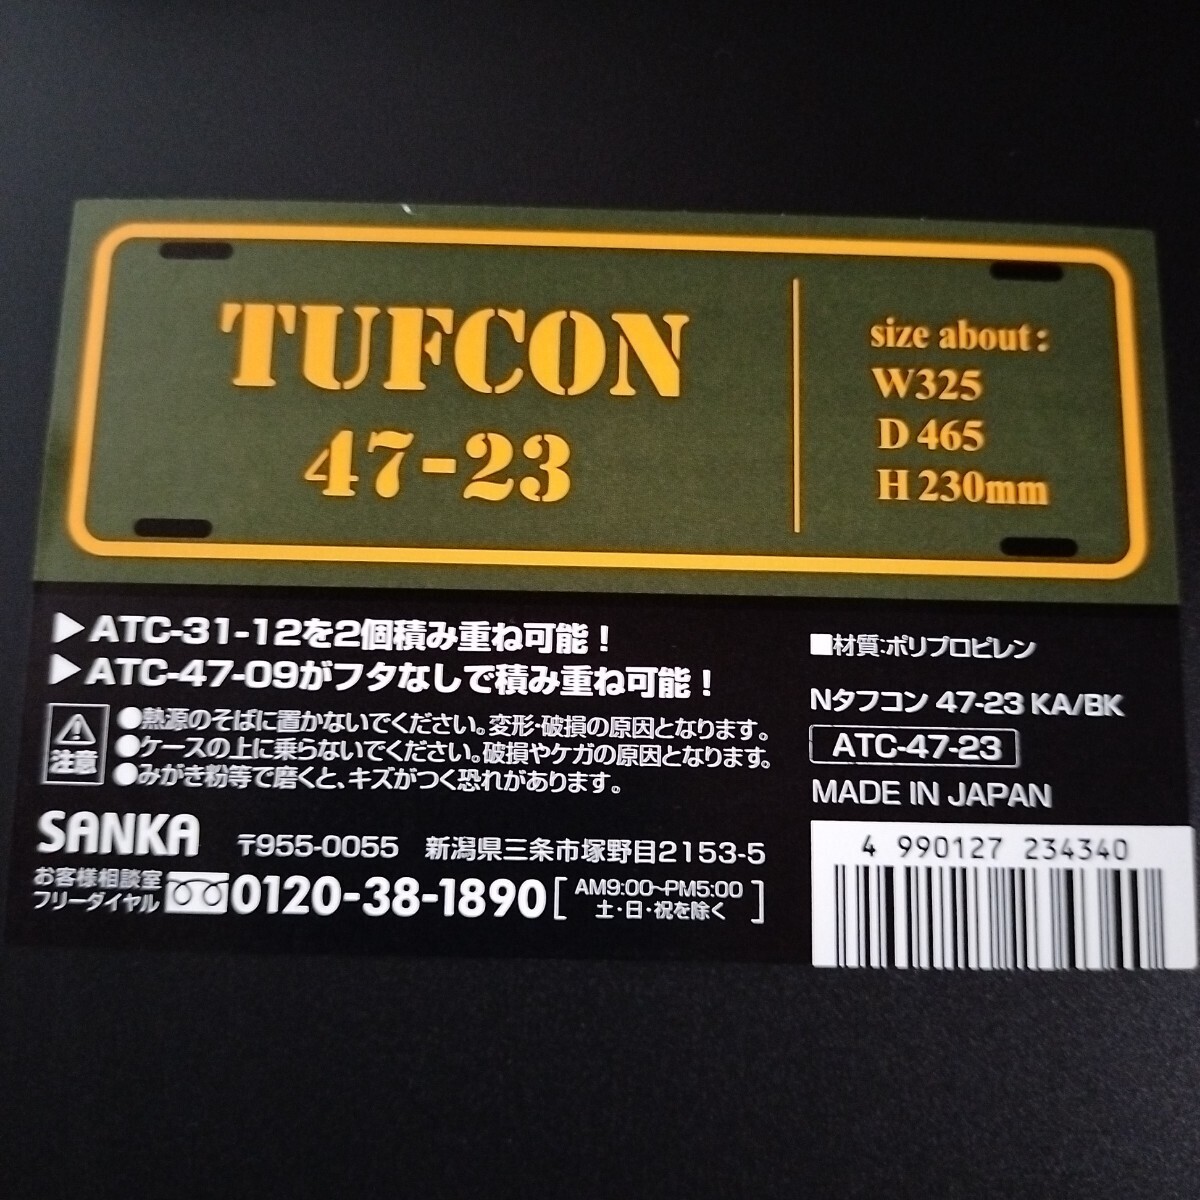 TUFCON
47-23
size about:
W325
D 465
H 230mm
▶ATC-31-12を2個積み重ね可能!
▶ATC-47-09がフタなしで積み重ね可能!
注意
●熱源のそばに置かないでください。変形・破損の原因となります。
●ケースの上に乗らないでください。破損やケガの原因となります。
●みがき粉等で磨くと、キズがつく恐れがあります。
SANKA 〒955-0055 新潟県三条市塚野目2153-5
お客様相談室
フリーダイヤル 0120-38-1890
AM9:00~PM5:00
土・日・祝を除く
■材質:ポリプロピレン
Nタフコン 47-23 KA/BK
ATC-47-23
MADE IN JAPAN
4 990127 234340